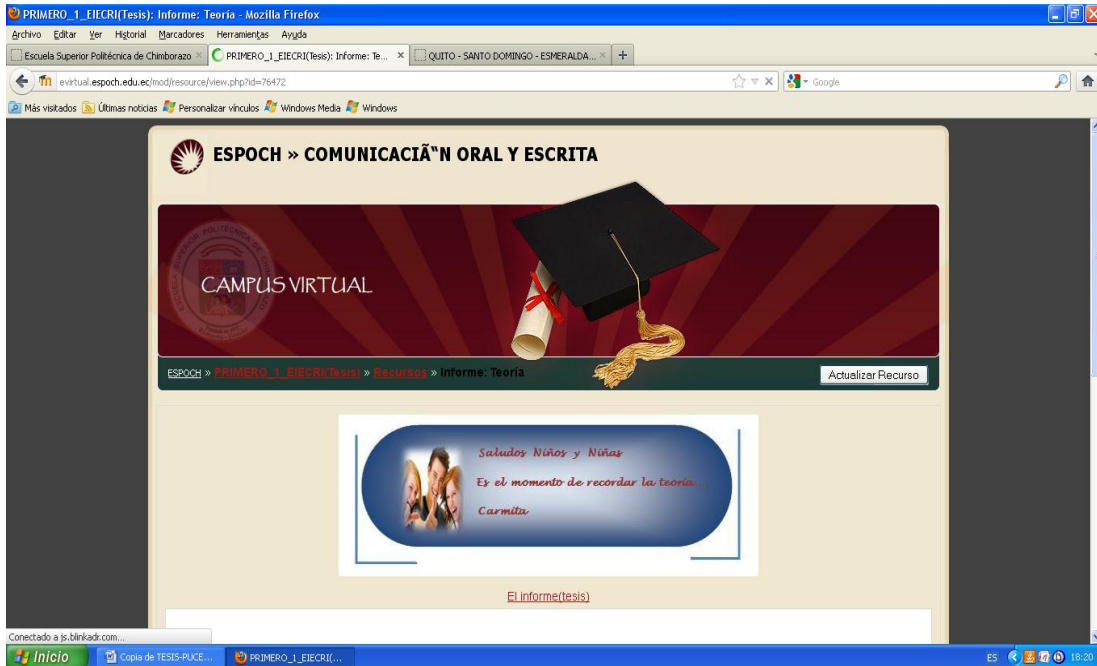 PRIMERO_1_EIECRI(Tesis): Informe: Teoría - Mozilla Firefox
Archivo Editar Ver Historial Marcadores Herramientas Ayuda
Escuela Superior Politécnica de Chimborazo PRIMERO_1_EIECRI(Tesis): Informe: Te... QUITO - SANTO DOMINGO - ESMERALDA...
evirtual.espoch.edu.ec/mod/resource/view.php?id=76472 Google
Más visitados Últimas noticias Personalizar vínculos Windows Media Windows
ESPOCH » COMUNICACIÃ“N ORAL Y ESCRITA
CAMPUS VIRTUAL
ESPOCH » PRIMERO_1_EIECRI(Tesis) » Recursos » Informe: Teoría Actualizar Recurso
Saludos Niños y Niñas
Es el momento de recordar la teoría...
Carmita
El informe(tesis)
Conectado a js.blinkadr.com...
Inicio Copia de TESIS-PUCE... PRIMERO_1_EIECRI(... ES 18:20